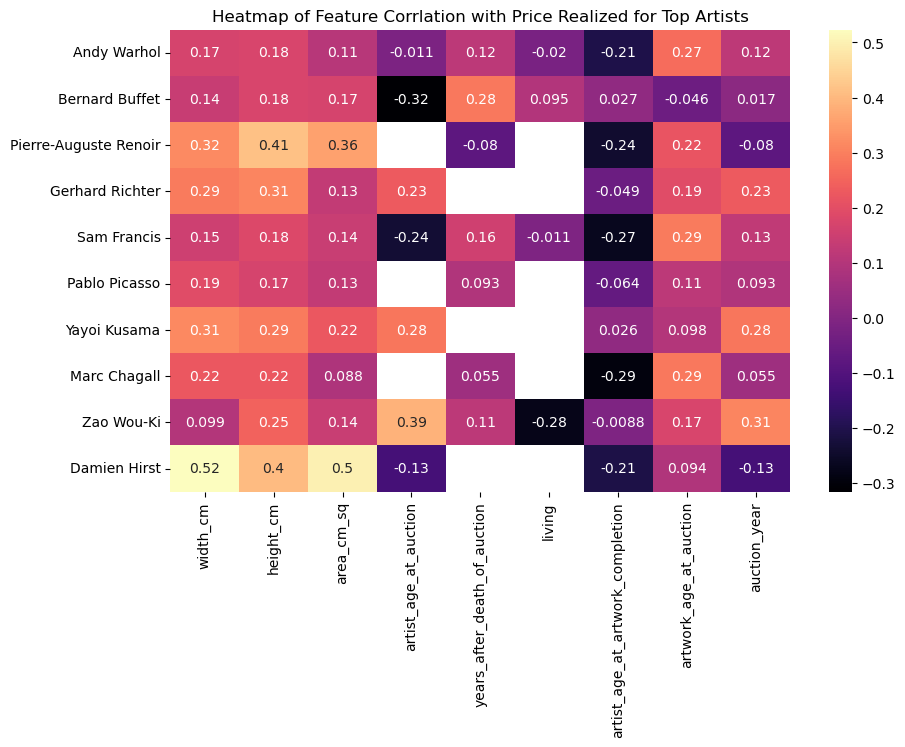 Heatmap of Feature Corrlation with Price Realized for Top Artists
Andy Warhol 0.17 0.18 0.11 -0.011 0.12 -0.02 -0.21 0.27 0.12
Bernard Buffet 0.14 0.18 0.17 -0.32 0.28 0.095 0.027 -0.046 0.017
Pierre-Auguste Renoir 0.32 0.41 0.36 -0.08 -0.24 0.22 -0.08
Gerhard Richter 0.29 0.31 0.13 0.23 -0.049 0.19 0.23
Sam Francis 0.15 0.18 0.14 -0.24 0.16 -0.011 -0.27 0.29 0.13
Pablo Picasso 0.19 0.17 0.13 0.093 -0.064 0.11 0.093
Yayoi Kusama 0.31 0.29 0.22 0.28 0.026 0.098 0.28
Marc Chagall 0.22 0.22 0.088 0.055 -0.29 0.29 0.055
Zao Wou-Ki 0.099 0.25 0.14 0.39 0.11 -0.28 -0.0088 0.17 0.31
Damien Hirst 0.52 0.4 0.5 -0.13 -0.21 0.094 -0.13
width_cm
height_cm
area_cm_sq
artist_age_at_auction
years_after_death_of_auction
living
artist_age_at_artwork_completion
artwork_age_at_auction
auction_year
0.5
0.4
0.3
0.2
0.1
0.0
−0.1
−0.2
−0.3